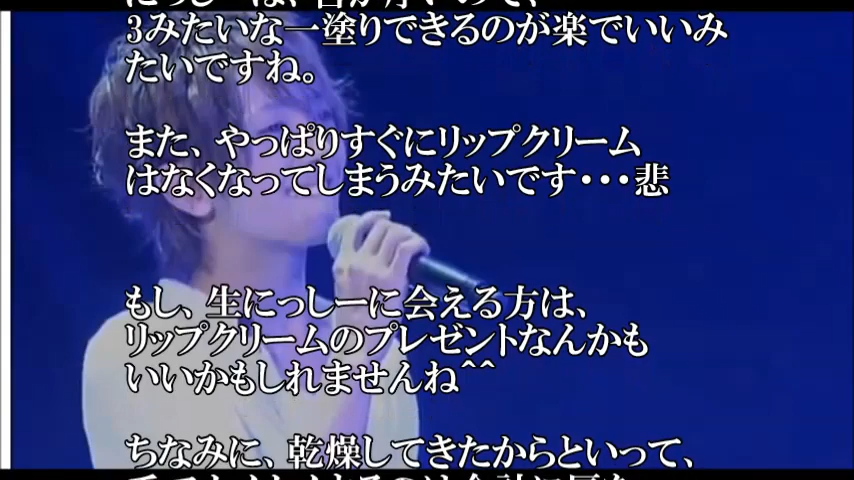 3みたいな一塗りできるのが楽でいいみ
たいですね。
また、やっぱりすぐにリップクリーム
はなくなってしまうみたいです・・・悲
もし、生にっしーに会える方は、
リップクリームのプレゼントなんかも
いいかもしれませんね^^
ちなみに、乾燥してきたからといって、